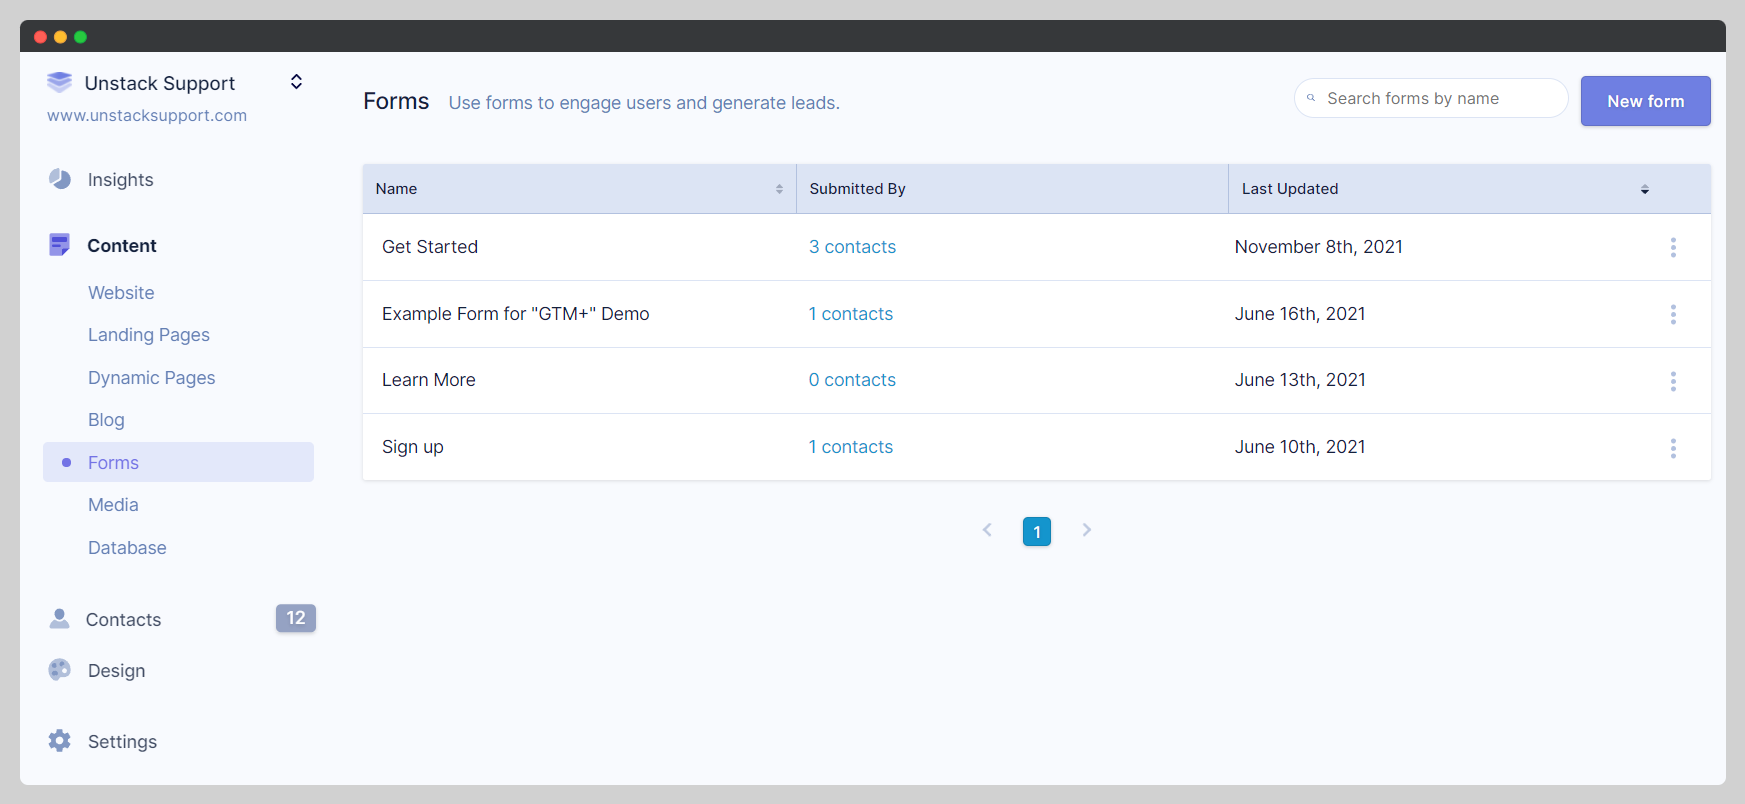 Unstack Support
www.unstacksupport.com
Insights
Content
Website
Landing Pages
Dynamic Pages
Blog
Forms
Media
Database
Contacts 12
Design
Settings
Forms Use forms to engage users and generate leads.
Search forms by name
New form
Name Submitted By Last Updated
Get Started 3 contacts November 8th, 2021
Example Form for "GTM+" Demo 1 contacts June 16th, 2021
Learn More 0 contacts June 13th, 2021
Sign up 1 contacts June 10th, 2021
1